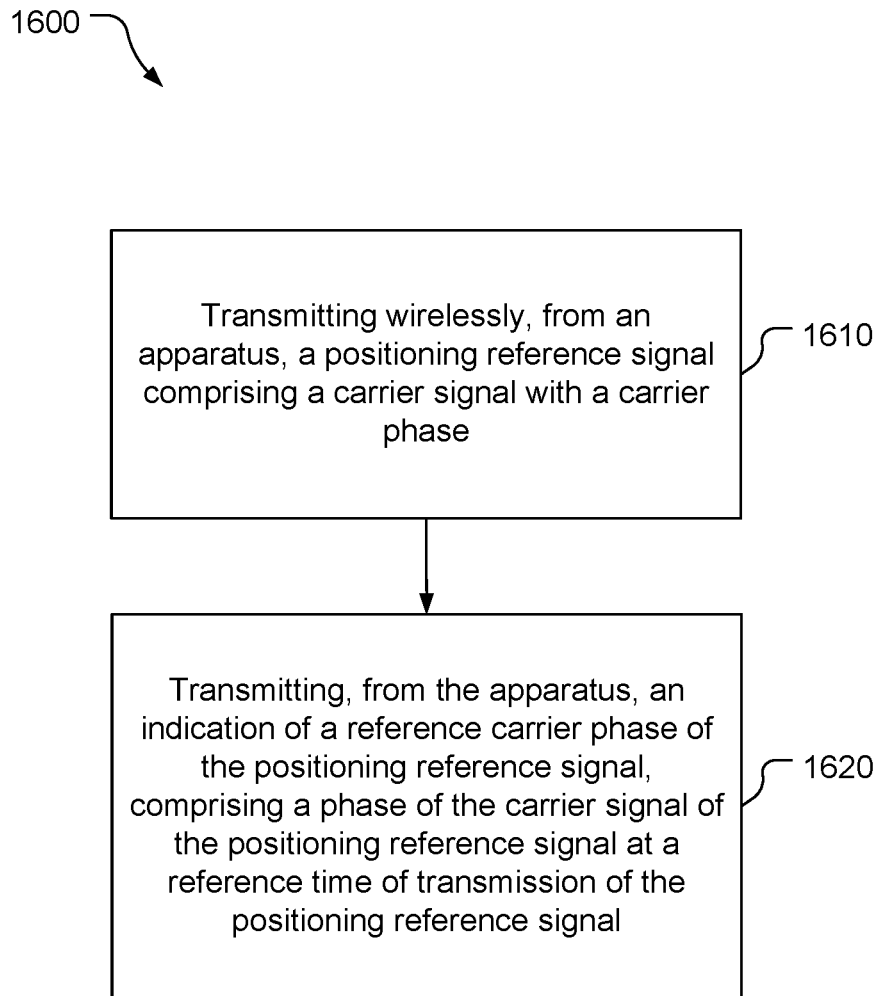 1600
Transmitting wirelessly, from an
apparatus, a positioning reference signal
comprising a carrier signal with a carrier
phase
1610
Transmitting, from the apparatus, an
indication of a reference carrier phase of
the positioning reference signal,
comprising a phase of the carrier signal of
the positioning reference signal at a
reference time of transmission of the
positioning reference signal
1620